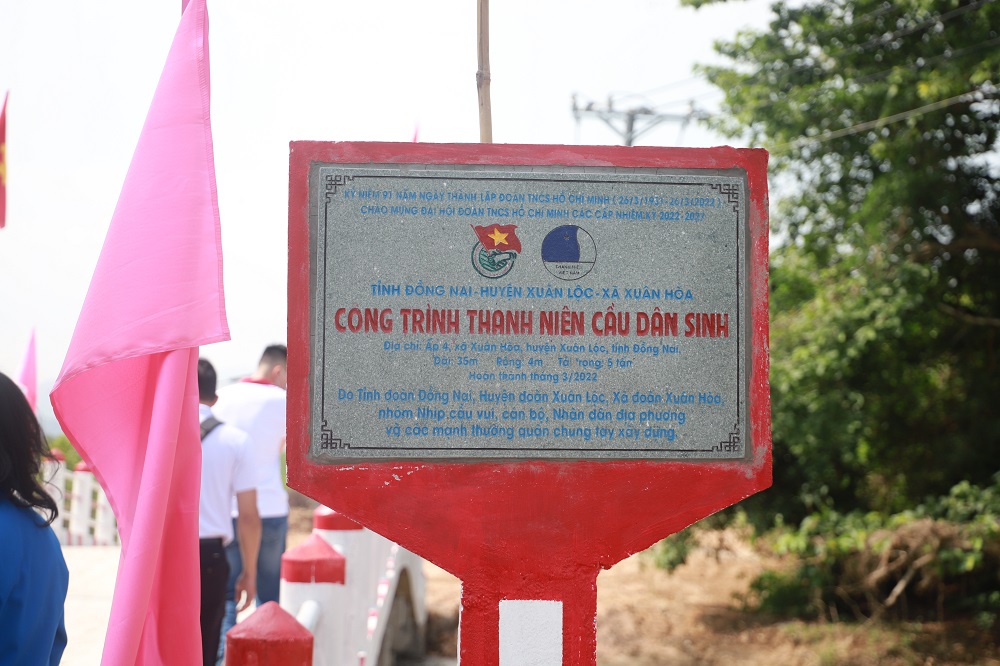 KỶ NIỆM 91 NĂM NGÀY THÀNH LẬP ĐOÀN TNCS HỒ CHÍ MINH ( 26/3/1931 - 26/3/2022 )
CHÀO MỪNG ĐẠI HỘI ĐOÀN TNCS HỒ CHÍ MINH CÁC CẤP NHIỆM KỲ 2022-2027
THANH NIÊN
VIỆT NAM
TỈNH ĐỒNG NAI - HUYỆN XUÂN LỘC - XÃ XUÂN HÒA
CÔNG TRÌNH THANH NIÊN CẦU DÂN SINH
Địa chỉ: Ấp 4, xã Xuân Hòa, huyện Xuân Lộc, tỉnh Đồng Nai.
Dài: 35m Rộng: 4m Tải trọng: 5 tấn
Hoàn thành tháng 3/2022
Do Tỉnh đoàn Đồng Nai, Huyện đoàn Xuân Lộc, Xã đoàn Xuân Hòa,
nhóm Nhịp cầu vui, cán bộ, Nhân dân địa phương
và các mạnh thường quân chung tay xây dựng.